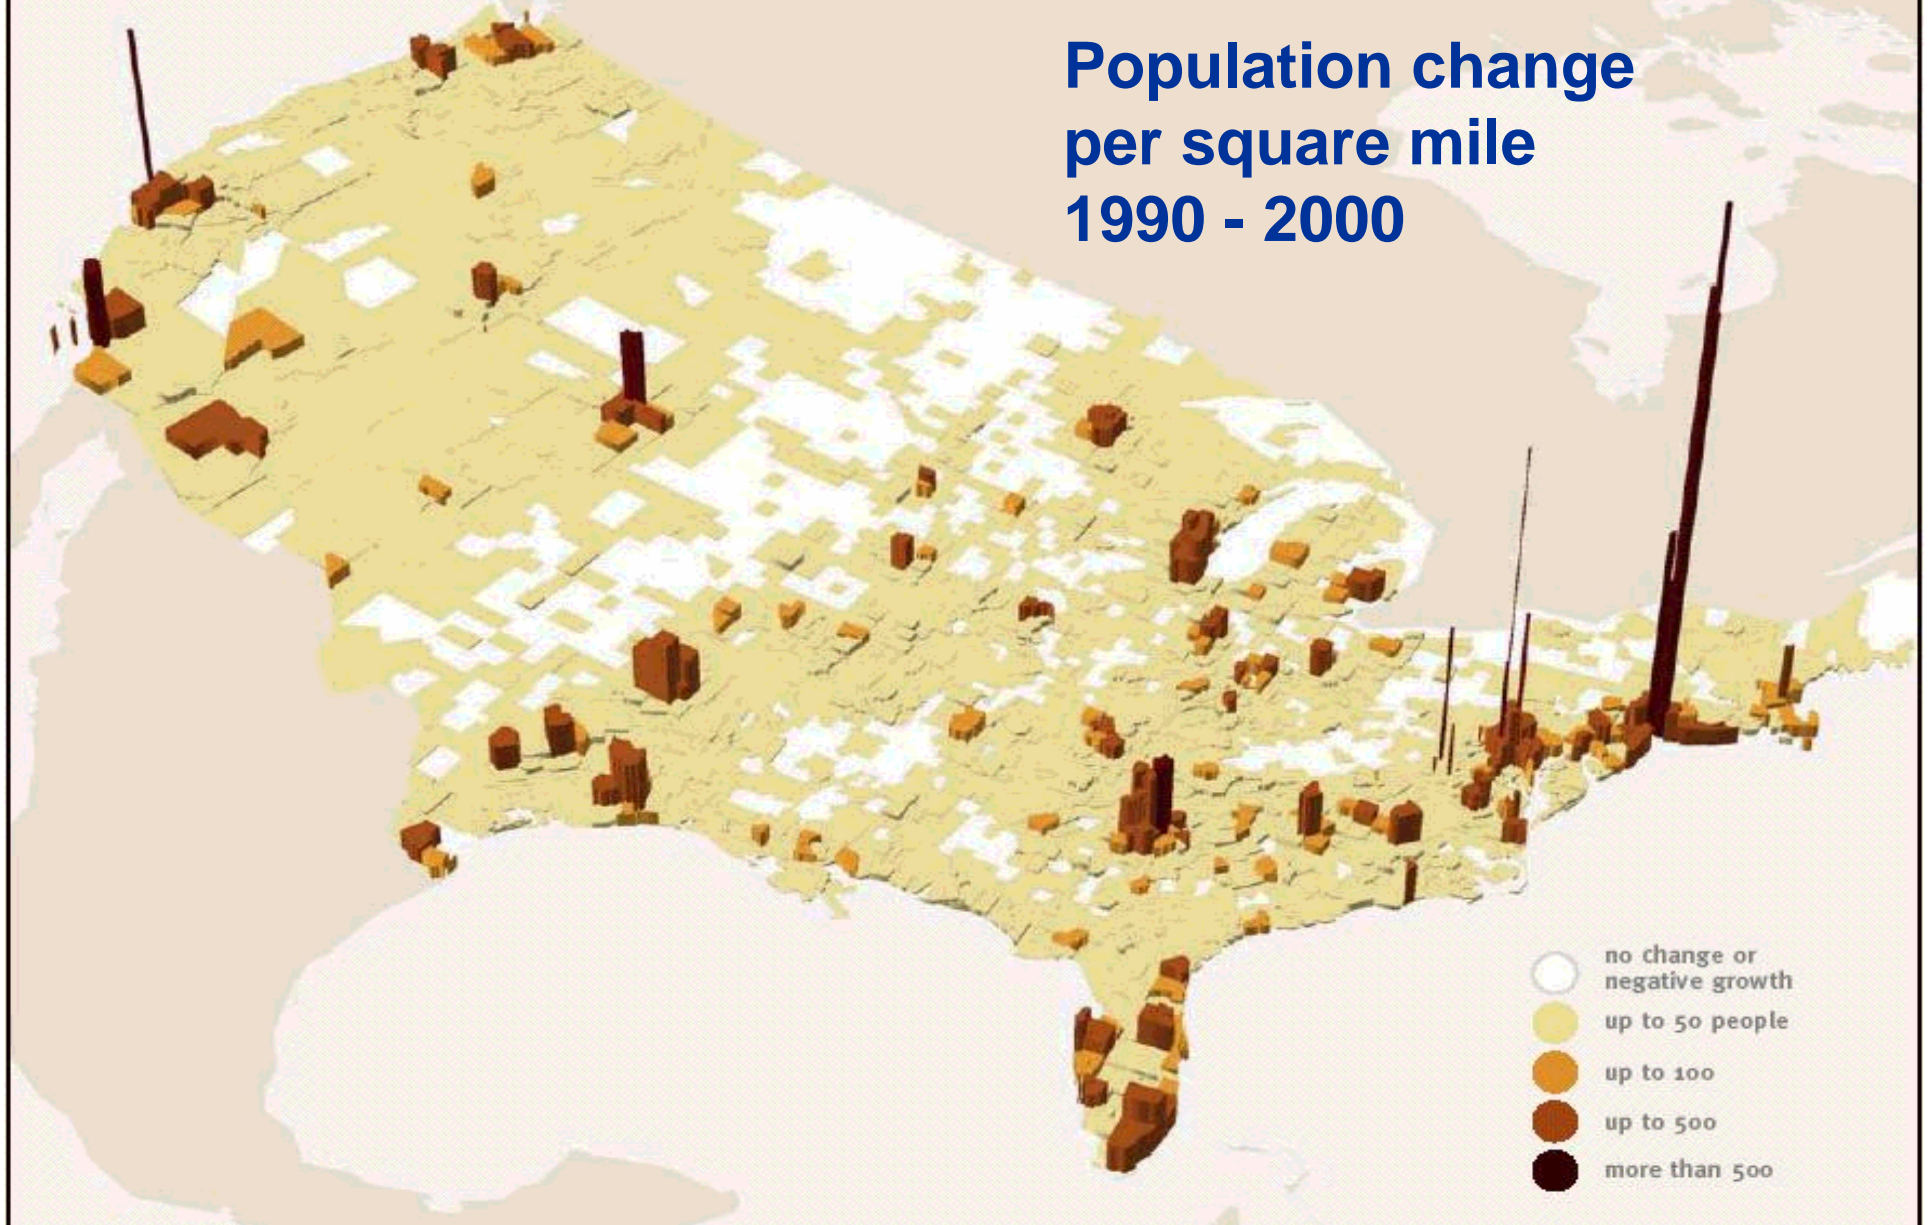 Population change
per square mile
1990 - 2000
no change or
negative growth
up to 50 people
up to 100
up to 500
more than 500